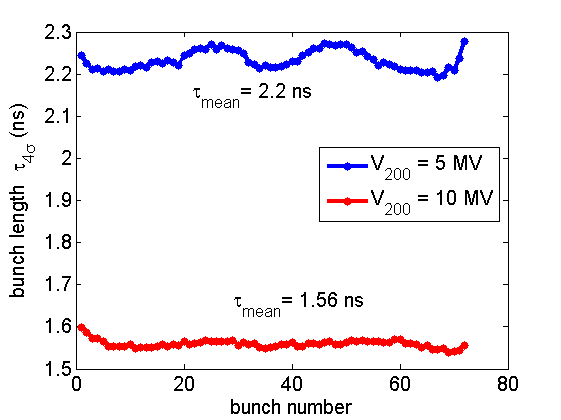 2.3
2.2
2.1
2
1.9
1.8
1.7
1.6
1.5
bunch length τ4σ (ns)
τmean= 2.2 ns
V200 = 5 MV
V200 = 10 MV
τmean= 1.56 ns
0 20 40 60 80
bunch number